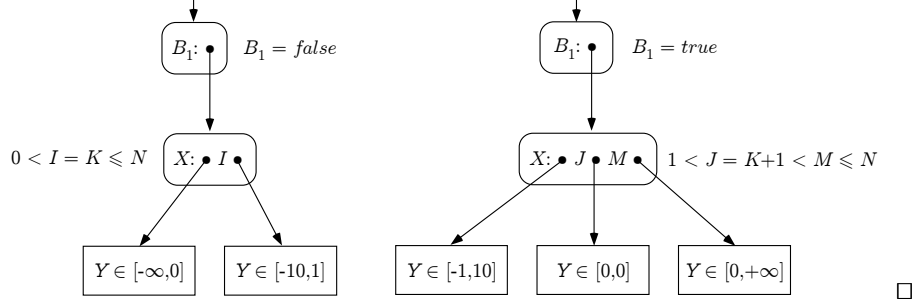 B₁: • B₁ = false
B₁: • B₁ = true
0 < I = K ⩽ N X: • I •
X: • J • M • 1 < J = K+1 < M ⩽ N
Y ∈ [-∞,0] Y ∈ [-10,1] Y ∈ [-1,10] Y ∈ [0,0] Y ∈ [0,+∞]